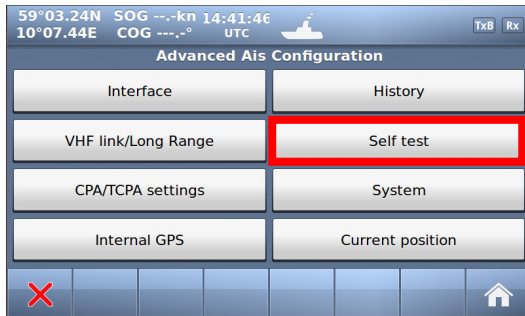 59°03.24N SOG --.-kn 14:41:46
10°07.44E COG ---.-° UTC
TxB Rx
Advanced Ais Configuration
Interface
History
VHF link/Long Range
Self test
CPA/TCPA settings
System
Internal GPS
Current position